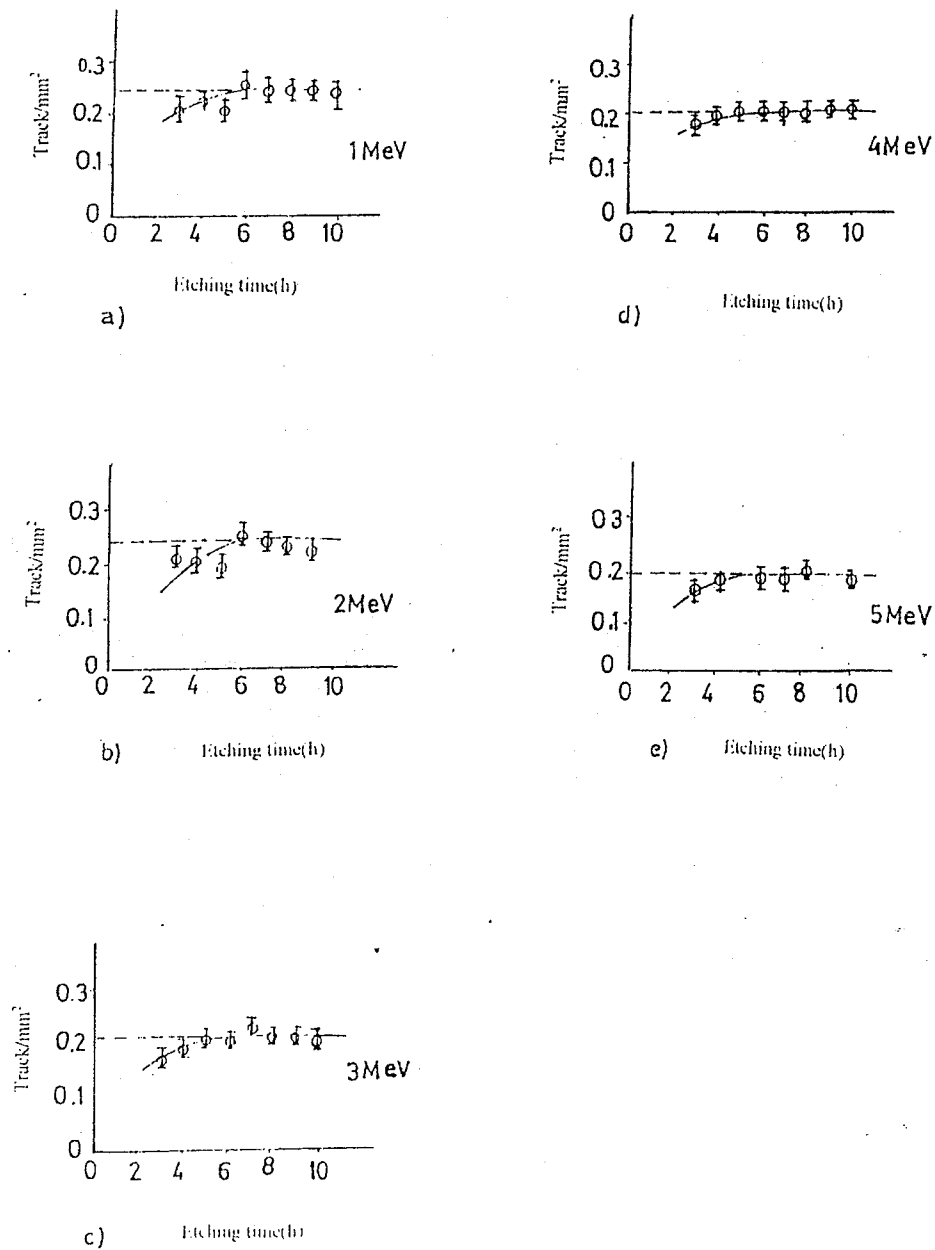 Track/mm²
0.3
0.2
0.1
0
0 2 4 6 8 10
1MeV
Etching time(h)
a)
Track/mm²
0.3
0.2
0.1
0
0 2 4 6 8 10
4MeV
Etching time(h)
d)
Track/mm²
0.3
0.2
0.1
0
0 2 4 6 8 10
2MeV
b) Etching time(h)
Track/mm²
0.3
0.2
0.1
0
0 2 4 6 8 10
5MeV
e) Etching time(h)
Track/mm²
0.3
0.2
0.1
0
0 2 4 6 8 10
3MeV
c) Etching time(h)